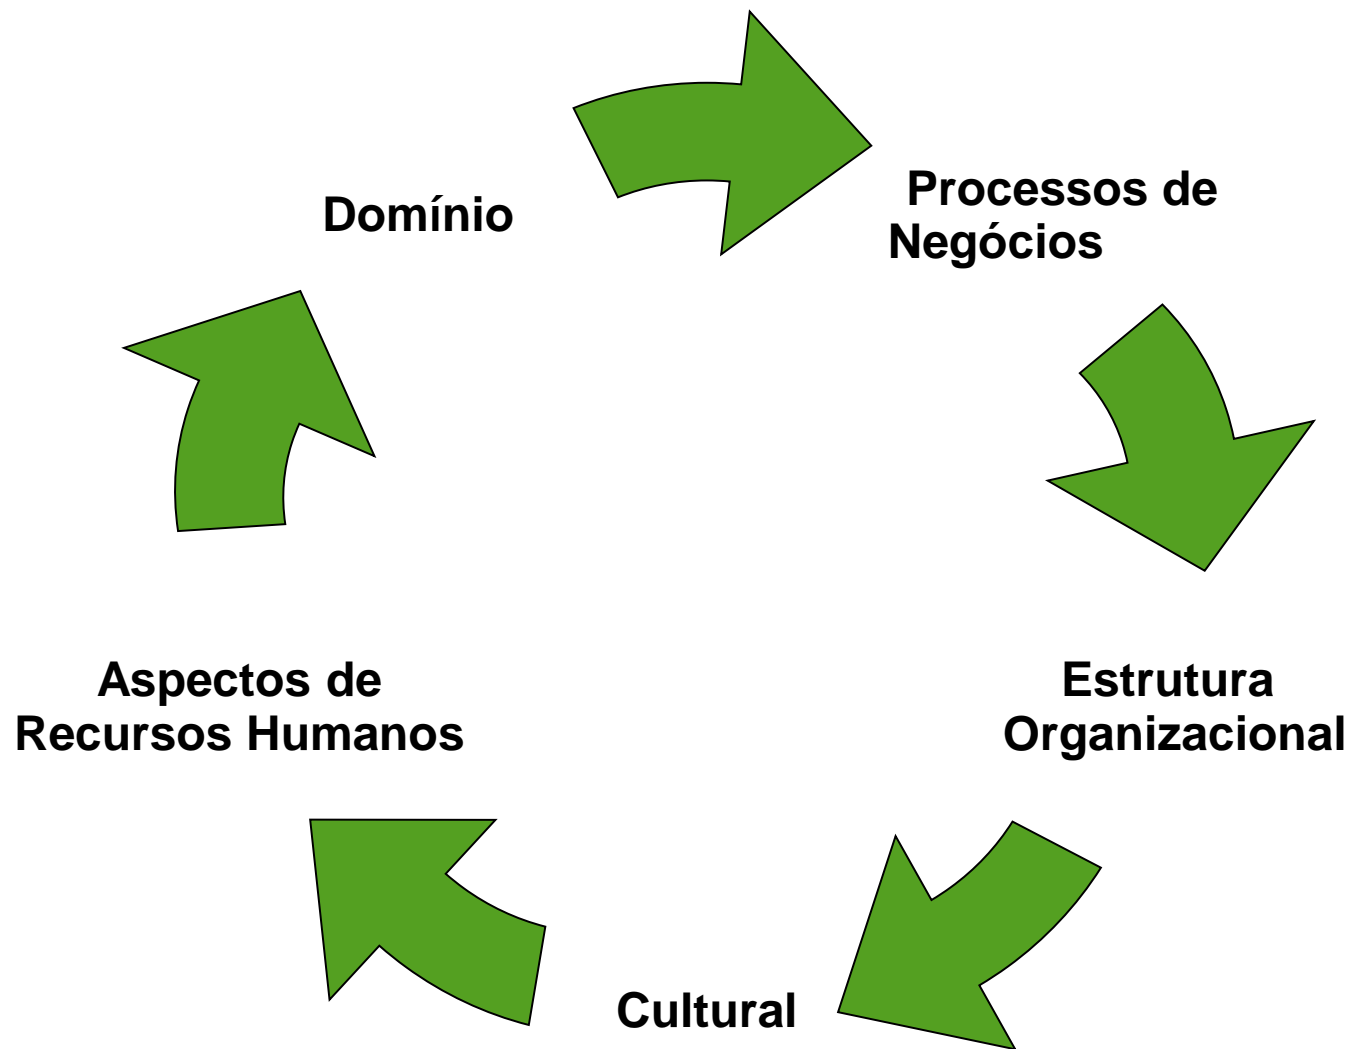 Domínio
Processos de
Negócios
Aspectos de
Recursos Humanos
Estrutura
Organizacional
Cultural